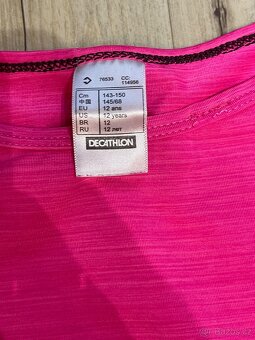 76533 CC: 114956
Cm 143-150
中国 145/68
EU 12 ans
US 12 years
BR 12
RU 12 лет
DECATHLON